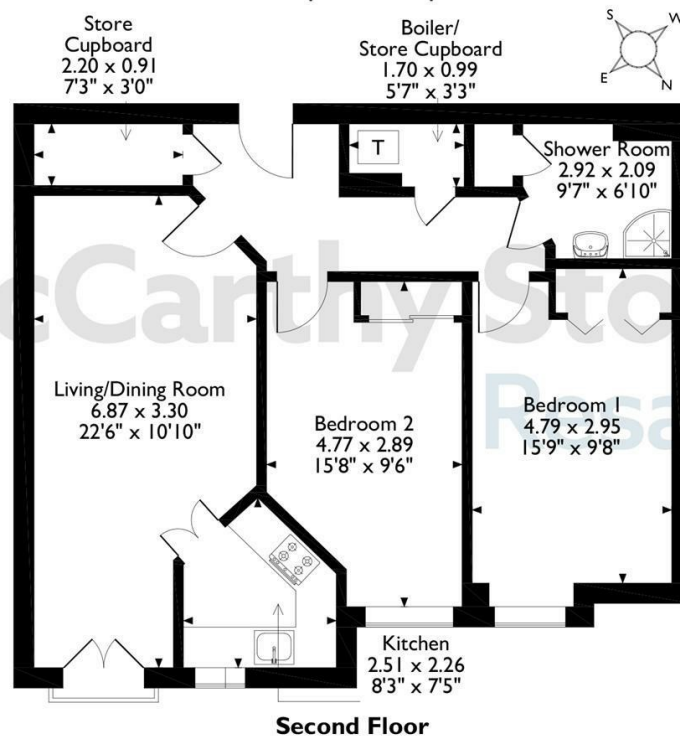 Store
Cupboard
2.20 x 0.91
7'3" x 3'0"
Boiler/
Store Cupboard
1.70 x 0.99
5'7" x 3'3"
S
W
E
N
T
Shower Room
2.92 x 2.09
9'7" x 6'10"
cCarthy Sto
Resa
Living/Dining Room
6.87 x 3.30
22'6" x 10'10"
Bedroom 2
4.77 x 2.89
15'8" x 9'6"
Bedroom 1
4.79 x 2.95
15'9" x 9'8"
Kitchen
2.51 x 2.26
8'3" x 7'5"
Second Floor